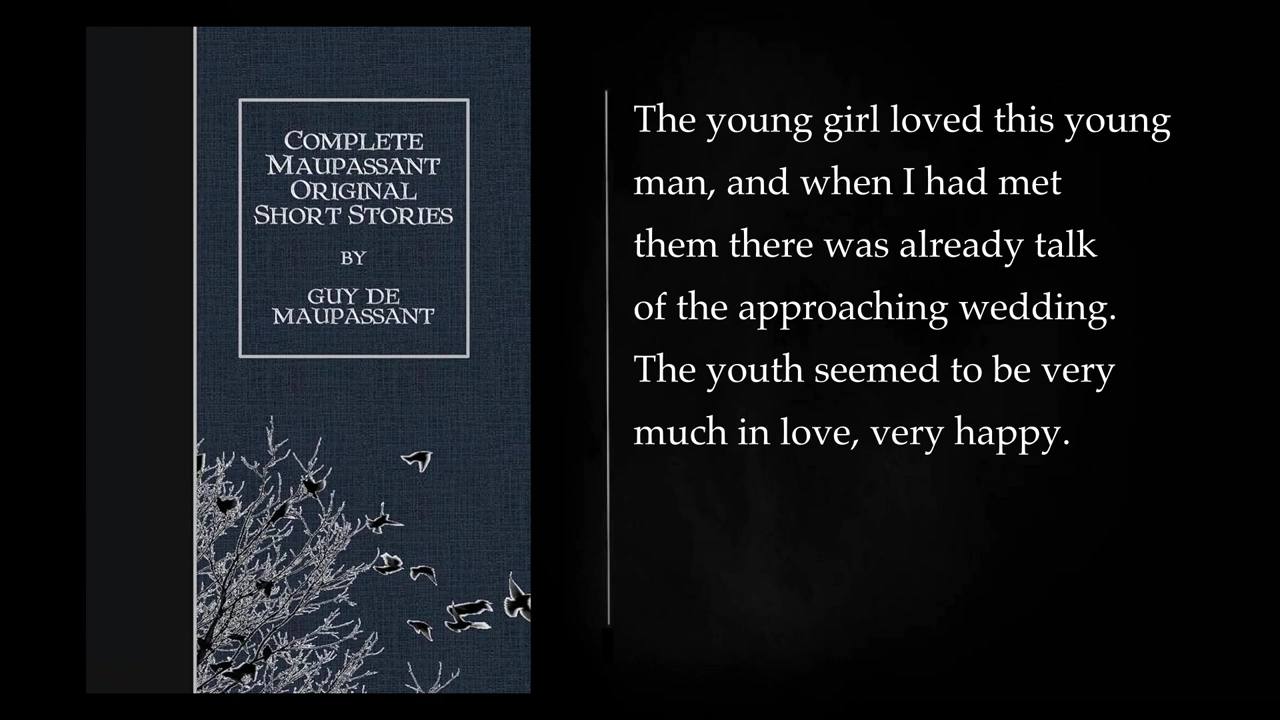 COMPLETE
MAUPASSANT
ORIGINAL
SHORT STORIES
BY
GUY DE
MAUPASSANT
The young girl loved this young
man, and when I had met
them there was already talk
of the approaching wedding.
The youth seemed to be very
much in love, very happy.